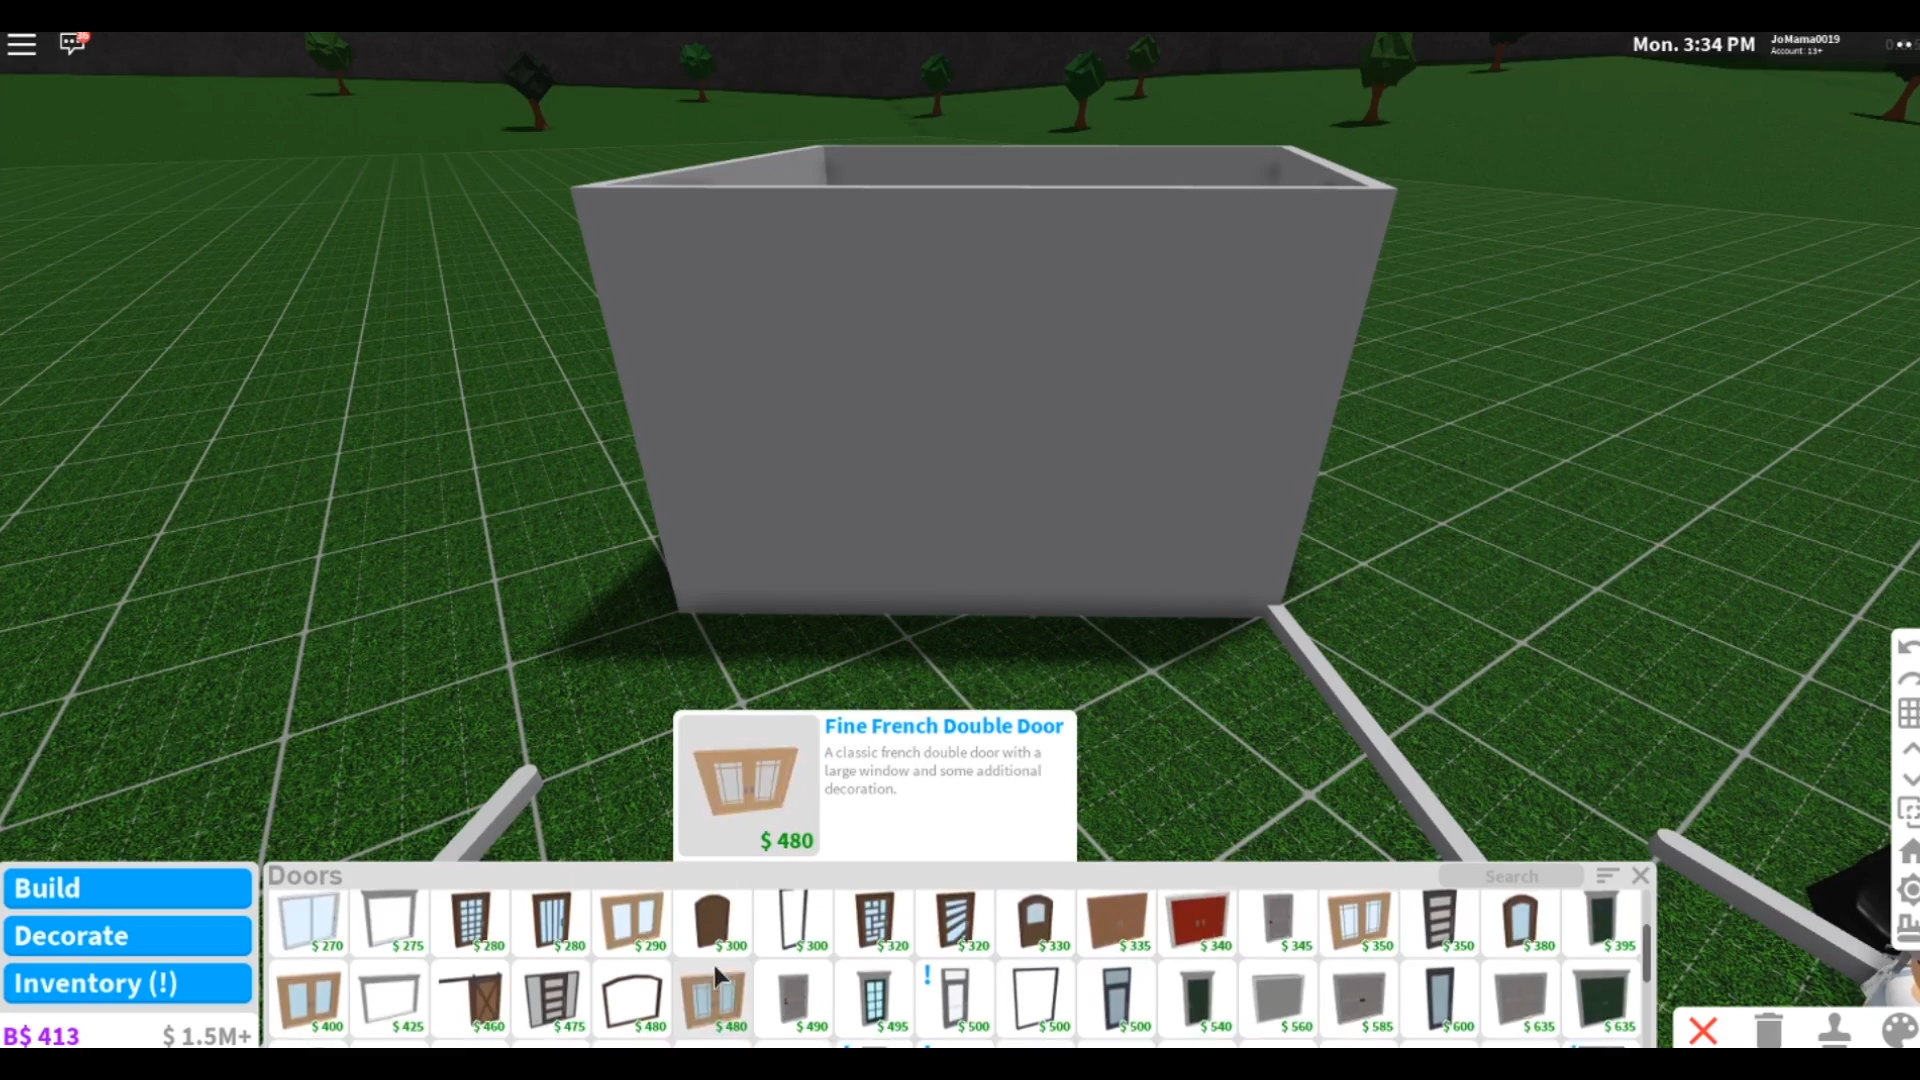 36
Mon. 3:34 PM
JoMama0019
Account: 13+
Fine French Double Door
A classic french double door with a
large window and some additional
decoration.
$ 480
Build
Decorate
Inventory (!)
B$ 413
$ 1.5M+
Doors
Search
$ 270 $ 275 $ 280 $ 280 $ 290 $ 300 $ 300 $ 320 $ 320 $ 330 $ 335 $ 340 $ 345 $ 350 $ 350 $ 380 $ 395
!
$ 400 $ 425 $ 460 $ 475 $ 480 $ 480 $ 490 $ 495 $ 500 $ 500 $ 500 $ 540 $ 560 $ 585 $ 600 $ 635 $ 635